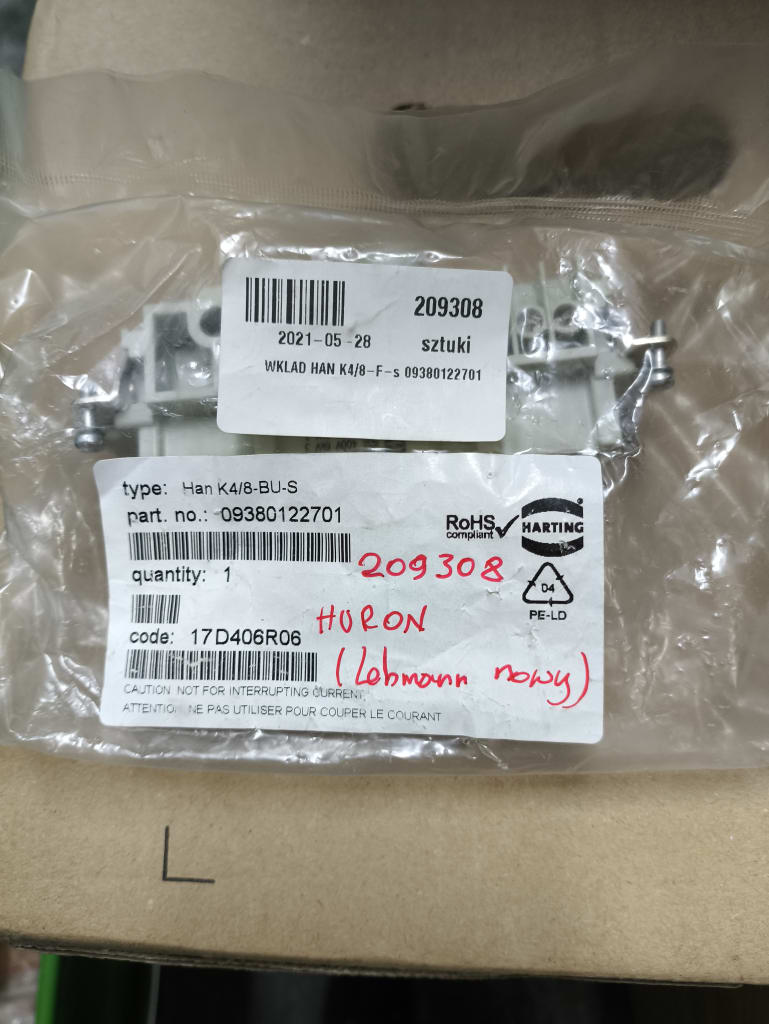 209308
2021-05-28 sztuki
WKLAD HAN K4/8-F-s 09380122701
type: Han K4/8-BU-S
part. no.: 09380122701
RoHS
compliant
HARTING
quantity: 1
209308
04
PE-LD
HURON
code: 17D406R06
(Lehmann nowy)
CAUTION NOT FOR INTERRUPTING CURRENT
ATTENTION NE PAS UTILISER POUR COUPER LE COURANT
L